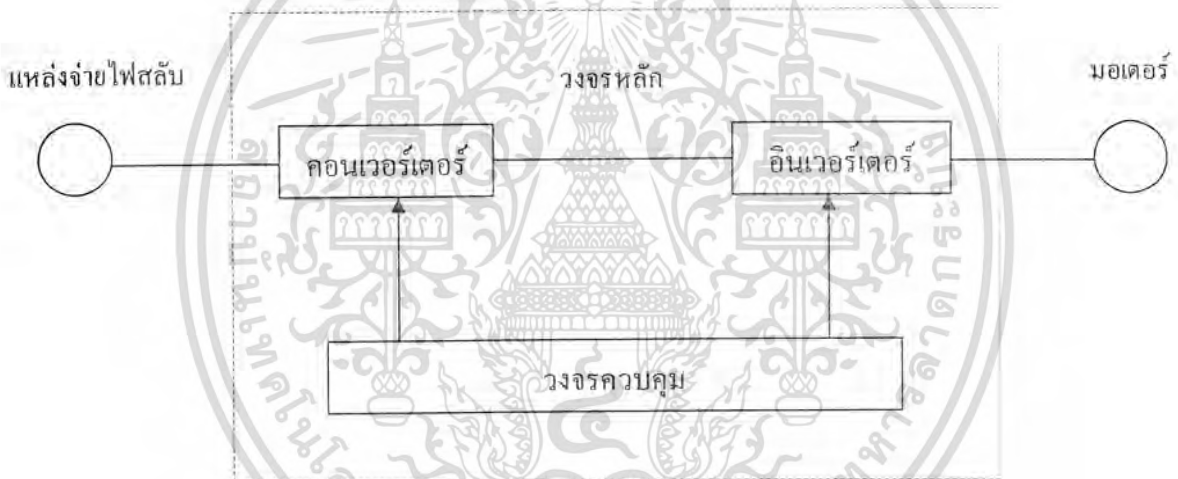 แหล่งจ่ายไฟสลับ
วงจรหลัก
มอเตอร์
คอนเวอร์เตอร์
อินเวอร์เตอร์
วงจรควบคุม